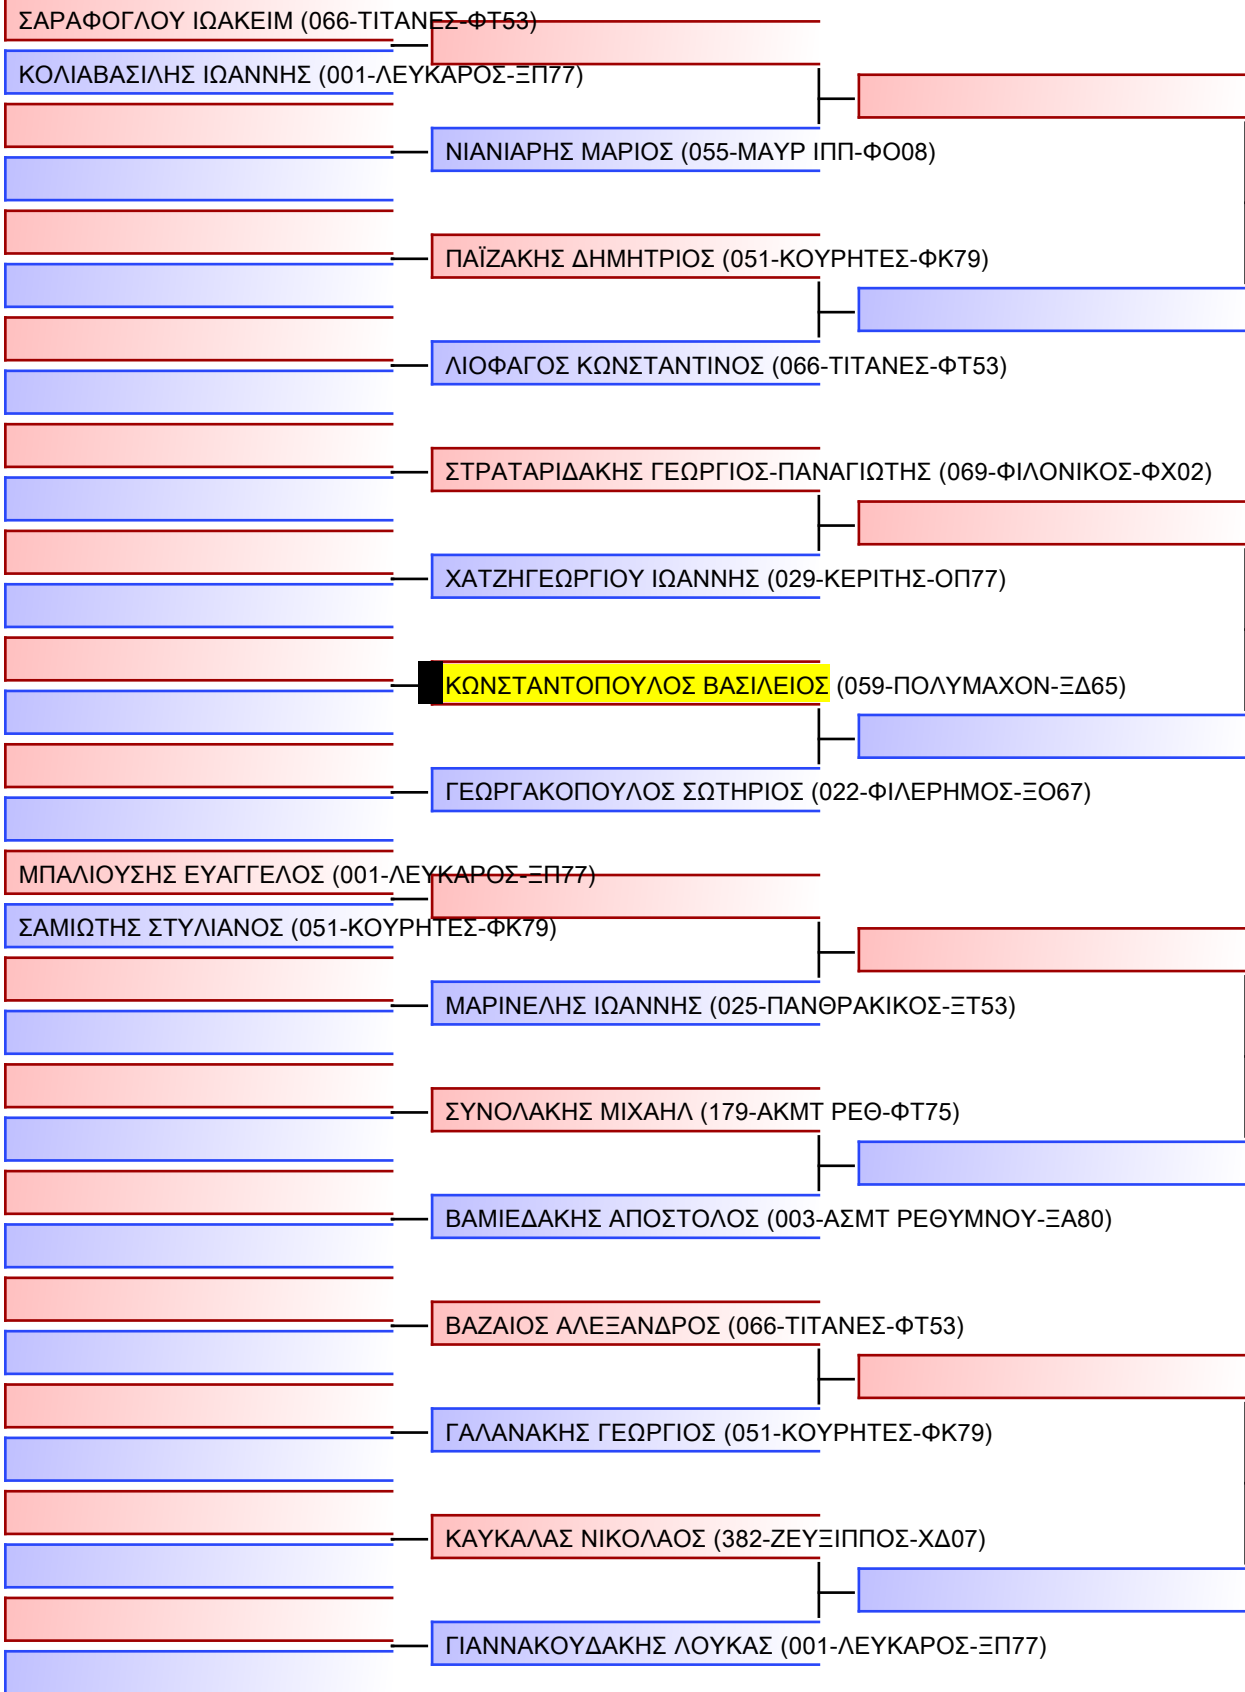 ΣΑΡΑΦΟΓΛΟΥ ΙΩΑΚΕΙΜ (066-ΤΙΤΑΝΕΣ-ΦΤ53)
ΚΟΛΙΑΒΑΣΙΛΗΣ ΙΩΑΝΝΗΣ (001-ΛΕΥΚΑΡΟΣ-ΞΠ77)
ΝΙΑΝΙΑΡΗΣ ΜΑΡΙΟΣ (055-ΜΑΥΡ ΙΠΠ-ΦΟ08)
ΠΑΪΖΑΚΗΣ ΔΗΜΗΤΡΙΟΣ (051-ΚΟΥΡΗΤΕΣ-ΦΚ79)
ΛΙΟΦΑΓΟΣ ΚΩΝΣΤΑΝΤΙΝΟΣ (066-ΤΙΤΑΝΕΣ-ΦΤ53)
ΣΤΡΑΤΑΡΙΔΑΚΗΣ ΓΕΩΡΓΙΟΣ-ΠΑΝΑΓΙΩΤΗΣ (069-ΦΙΛΟΝΙΚΟΣ-ΦΧ02)
ΧΑΤΖΗΓΕΩΡΓΙΟΥ ΙΩΑΝΝΗΣ (029-ΚΕΡΙΤΗΣ-ΟΠ77)
ΚΩΝΣΤΑΝΤΟΠΟΥΛΟΣ ΒΑΣΙΛΕΙΟΣ (059-ΠΟΛΥΜΑΧΟΝ-ΞΔ65)
ΓΕΩΡΓΑΚΟΠΟΥΛΟΣ ΣΩΤΗΡΙΟΣ (022-ΦΙΛΕΡΗΜΟΣ-ΞΟ67)
ΜΠΑΛΙΟΥΣΗΣ ΕΥΑΓΓΕΛΟΣ (001-ΛΕΥΚΑΡΟΣ-ΞΠ77)
ΣΑΜΙΩΤΗΣ ΣΤΥΛΙΑΝΟΣ (051-ΚΟΥΡΗΤΕΣ-ΦΚ79)
ΜΑΡΙΝΕΛΗΣ ΙΩΑΝΝΗΣ (025-ΠΑΝΘΡΑΚΙΚΟΣ-ΞΤ53)
ΣΥΝΟΛΑΚΗΣ ΜΙΧΑΗΛ (179-ΑΚΜΤ ΡΕΘ-ΦΤ75)
ΒΑΜΙΕΔΑΚΗΣ ΑΠΟΣΤΟΛΟΣ (003-ΑΣΜΤ ΡΕΘΥΜΝΟΥ-ΞΑ80)
ΒΑΖΑΙΟΣ ΑΛΕΞΑΝΔΡΟΣ (066-ΤΙΤΑΝΕΣ-ΦΤ53)
ΓΑΛΑΝΑΚΗΣ ΓΕΩΡΓΙΟΣ (051-ΚΟΥΡΗΤΕΣ-ΦΚ79)
ΚΑΥΚΑΛΑΣ ΝΙΚΟΛΑΟΣ (382-ΖΕΥΞΙΠΠΟΣ-ΧΔ07)
ΓΙΑΝΝΑΚΟΥΔΑΚΗΣ ΛΟΥΚΑΣ (001-ΛΕΥΚΑΡΟΣ-ΞΠ77)